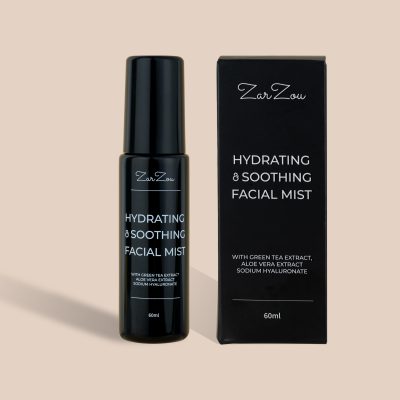 ZarZou
HYDRATING
& SOOTHING
FACIAL MIST
WITH GREEN TEA EXTRACT
ALOE VERA EXTRACT
SODIUM HYALURONATE
60ml
ZarZou
HYDRATING
& SOOTHING
FACIAL MIST
WITH GREEN TEA EXTRACT,
ALOE VERA EXTRACT
SODIUM HYALURONATE
60ml